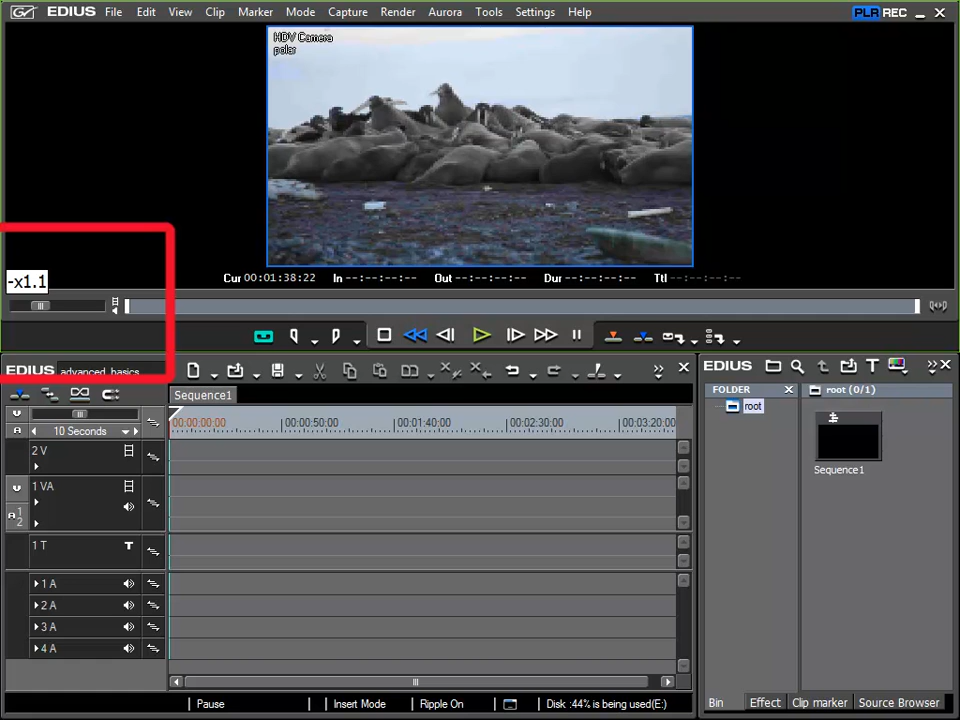 EDIUS File Edit View Clip Marker Mode Capture Render Aurora Tools Settings Help PLR REC
HDV Camera
polar
Cur 00:01:38:22 In --:--:--:-- Out --:--:--:-- Dur --:--:--:-- Ttl --:--:--:--
-x1.1
EDIUS advanced_basics
EDIUS
Sequence1
FOLDER
root (0/1)
root
00:00:00:00 00:00:50:00 00:01:40:00 00:02:30:00 00:03:20:00
10 Seconds
2 V
Sequence1
1 VA
1 T
1 A
2 A
3 A
4 A
Pause Insert Mode Ripple On Disk :44% is being used(E:)
Bin Effect Clip marker Source Browser